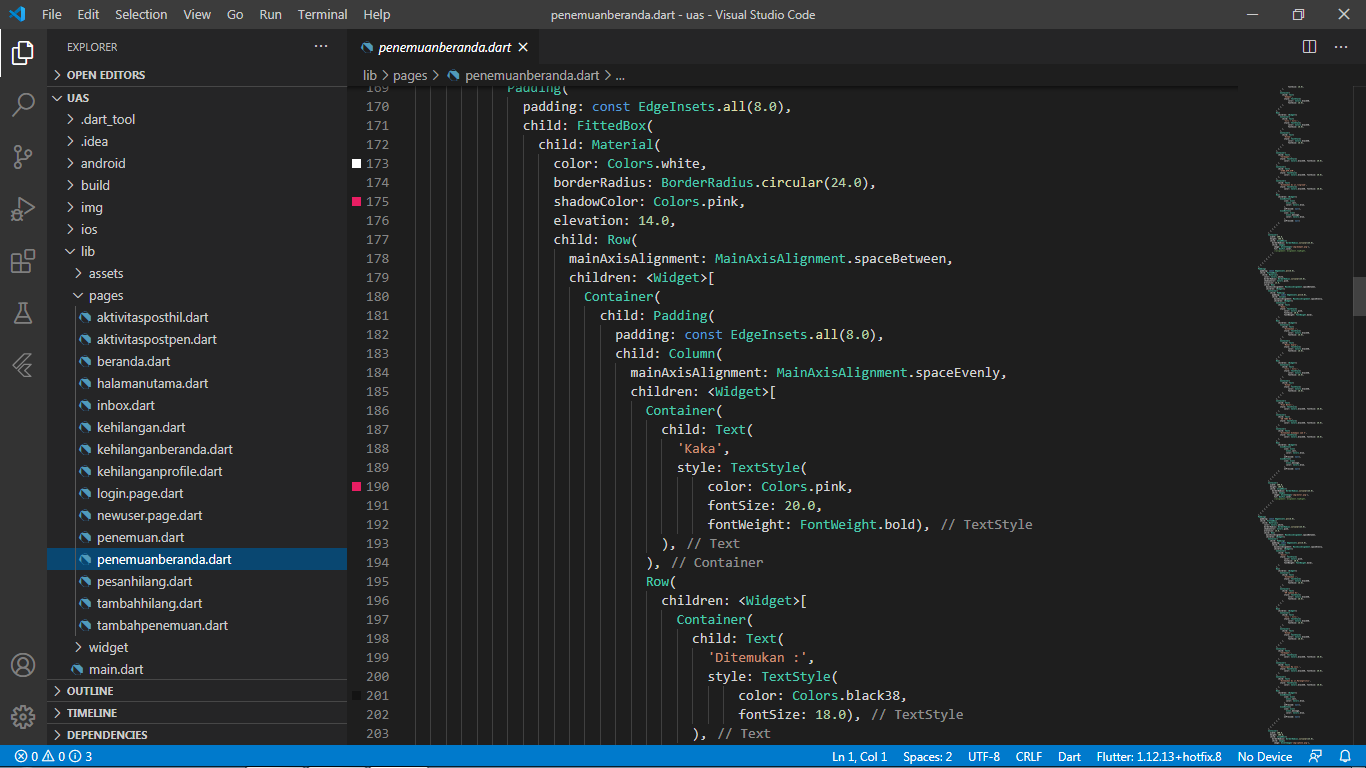 File Edit Selection View Go Run Terminal Help
penemuanberanda.dart - uas - Visual Studio Code
EXPLORER
OPEN EDITORS
UAS
.dart_tool
.idea
android
build
img
ios
lib
assets
pages
aktivitasposthil.dart
aktivitaspostpen.dart
beranda.dart
halamanutama.dart
inbox.dart
kehilangan.dart
kehilanganberanda.dart
kehilanganprofile.dart
login.page.dart
newuser.page.dart
penemuan.dart
penemuanberanda.dart
pesanhilang.dart
tambahhilang.dart
tambahpenemuan.dart
widget
main.dart
OUTLINE
TIMELINE
DEPENDENCIES
penemuanberanda.dart
lib > pages > penemuanberanda.dart > ...
169 Padding(
170 padding: const EdgeInsets.all(8.0),
171 child: FittedBox(
172 child: Material(
173 color: Colors.white,
174 borderRadius: BorderRadius.circular(24.0),
175 shadowColor: Colors.pink,
176 elevation: 14.0,
177 child: Row(
178 mainAxisAlignment: MainAxisAlignment.spaceBetween,
179 children: <Widget>[
180 Container(
181 child: Padding(
182 padding: const EdgeInsets.all(8.0),
183 child: Column(
184 mainAxisAlignment: MainAxisAlignment.spaceEvenly,
185 children: <Widget>[
186 Container(
187 child: Text(
188 'Kaka',
189 style: TextStyle(
190 color: Colors.pink,
191 fontSize: 20.0,
192 fontWeight: FontWeight.bold), // TextStyle
193 ), // Text
194 ), // Container
195 Row(
196 children: <Widget>[
197 Container(
198 child: Text(
199 'Ditemukan :',
200 style: TextStyle(
201 color: Colors.black38,
202 fontSize: 18.0), // TextStyle
203 ), // Text
0 0 3
Ln 1, Col 1 Spaces: 2 UTF-8 CRLF Dart Flutter: 1.12.13+hotfix.8 No Device